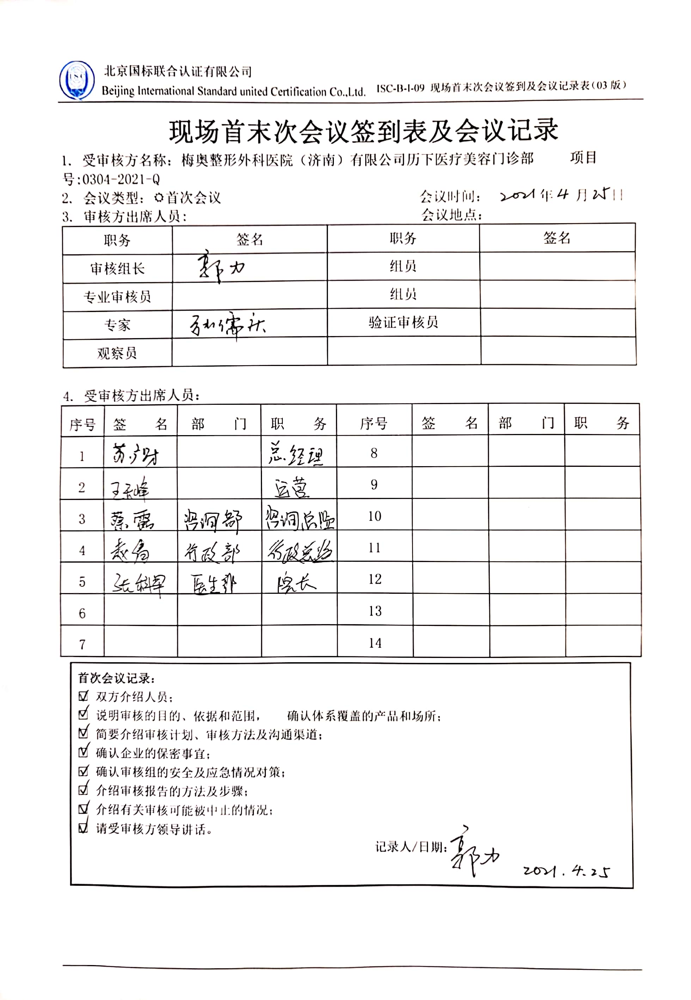 ISC
北京国标联合认证有限公司
Beijing International Standard united Certification Co.,Ltd. ISC-B-I-09 现场首末次会议签到及会议记录表(03 版)
现场首末次会议签到表及会议记录
1. 受审核方名称：梅奥整形外科医院（济南）有限公司历下医疗美容门诊部 项目
号:0304-2021-Q
2. 会议类型：首次会议 会议时间： 2021年4月25日
3. 审核方出席人员： 会议地点：
职务 签名 职务 签名
审核组长 郭力 组员
专业审核员 组员
专家 验证审核员
观察员
4. 受审核方出席人员：
序号 签 名 部 门 职 务 序号 签 名 部 门 职 务
1 苏广财 总经理 8
2 运营 9
3 蔡露 咨询部 咨询总监 10
4 行政部 行政总监 11
5 张科军 医生部 院长 12
6 13
7 14
首次会议记录：
☑ 双方介绍人员；
☑ 说明审核的目的、依据和范围， 确认体系覆盖的产品和场所；
☑ 简要介绍审核计划、审核方法及沟通渠道；
☑ 确认企业的保密事宜；
☑ 确认审核组的安全及应急情况对策；
☑ 介绍审核报告的方法及步骤；
☑ 介绍有关审核可能被中止的情况；
☑ 请受审核方领导讲话。
记录人/日期：郭力
2021.4.25